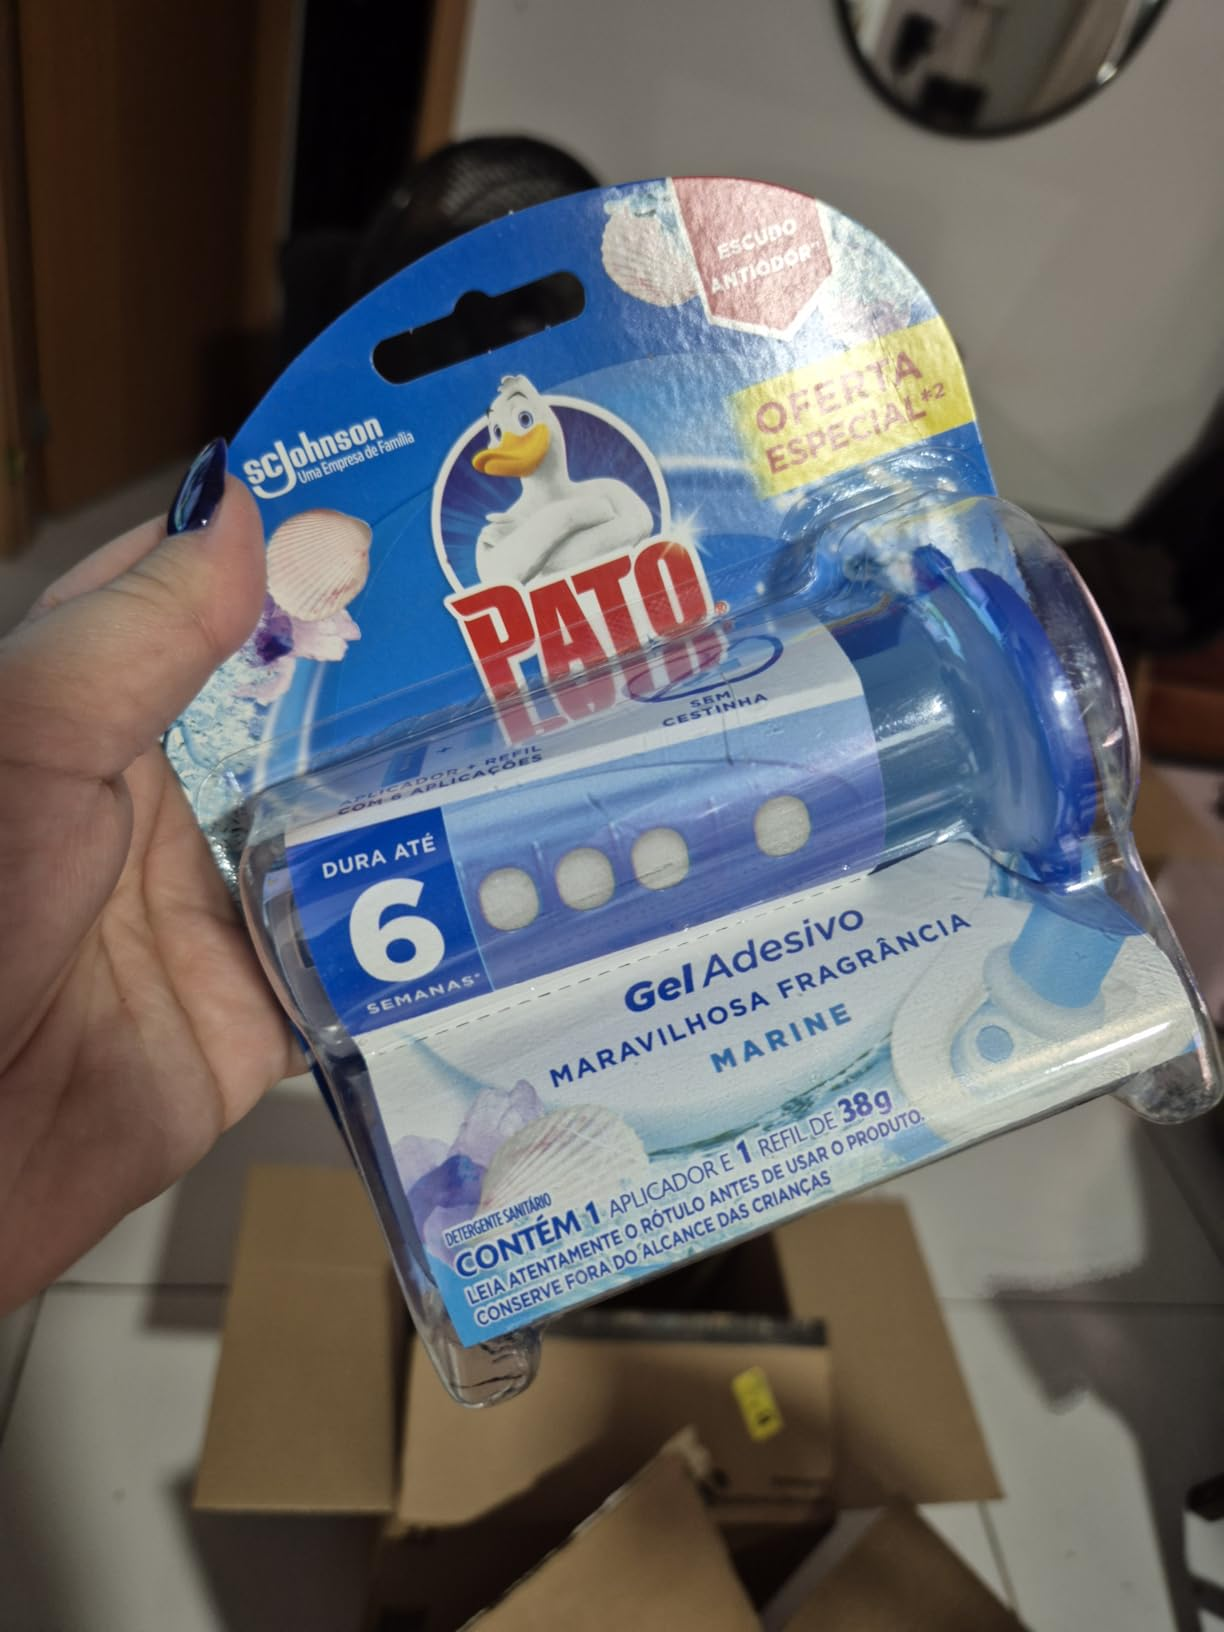 ESCUDO
ANTIODOR
OFERTA
ESPECIAL*2
scjohnson
Uma Empresa de Família
PATO®
SEM
CESTINHA
+
APLICADOR + REFIL
COM 6 APLICAÇÕES
DURA ATÉ
6
SEMANAS*
Gel Adesivo
MARAVILHOSA FRAGRÂNCIA
MARINE
DETERGENTE SANITÁRIO
CONTÉM 1 APLICADOR E 1 REFIL DE 38g
LEIA ATENTAMENTE O RÓTULO ANTES DE USAR O PRODUTO.
CONSERVE FORA DO ALCANCE DAS CRIANÇAS